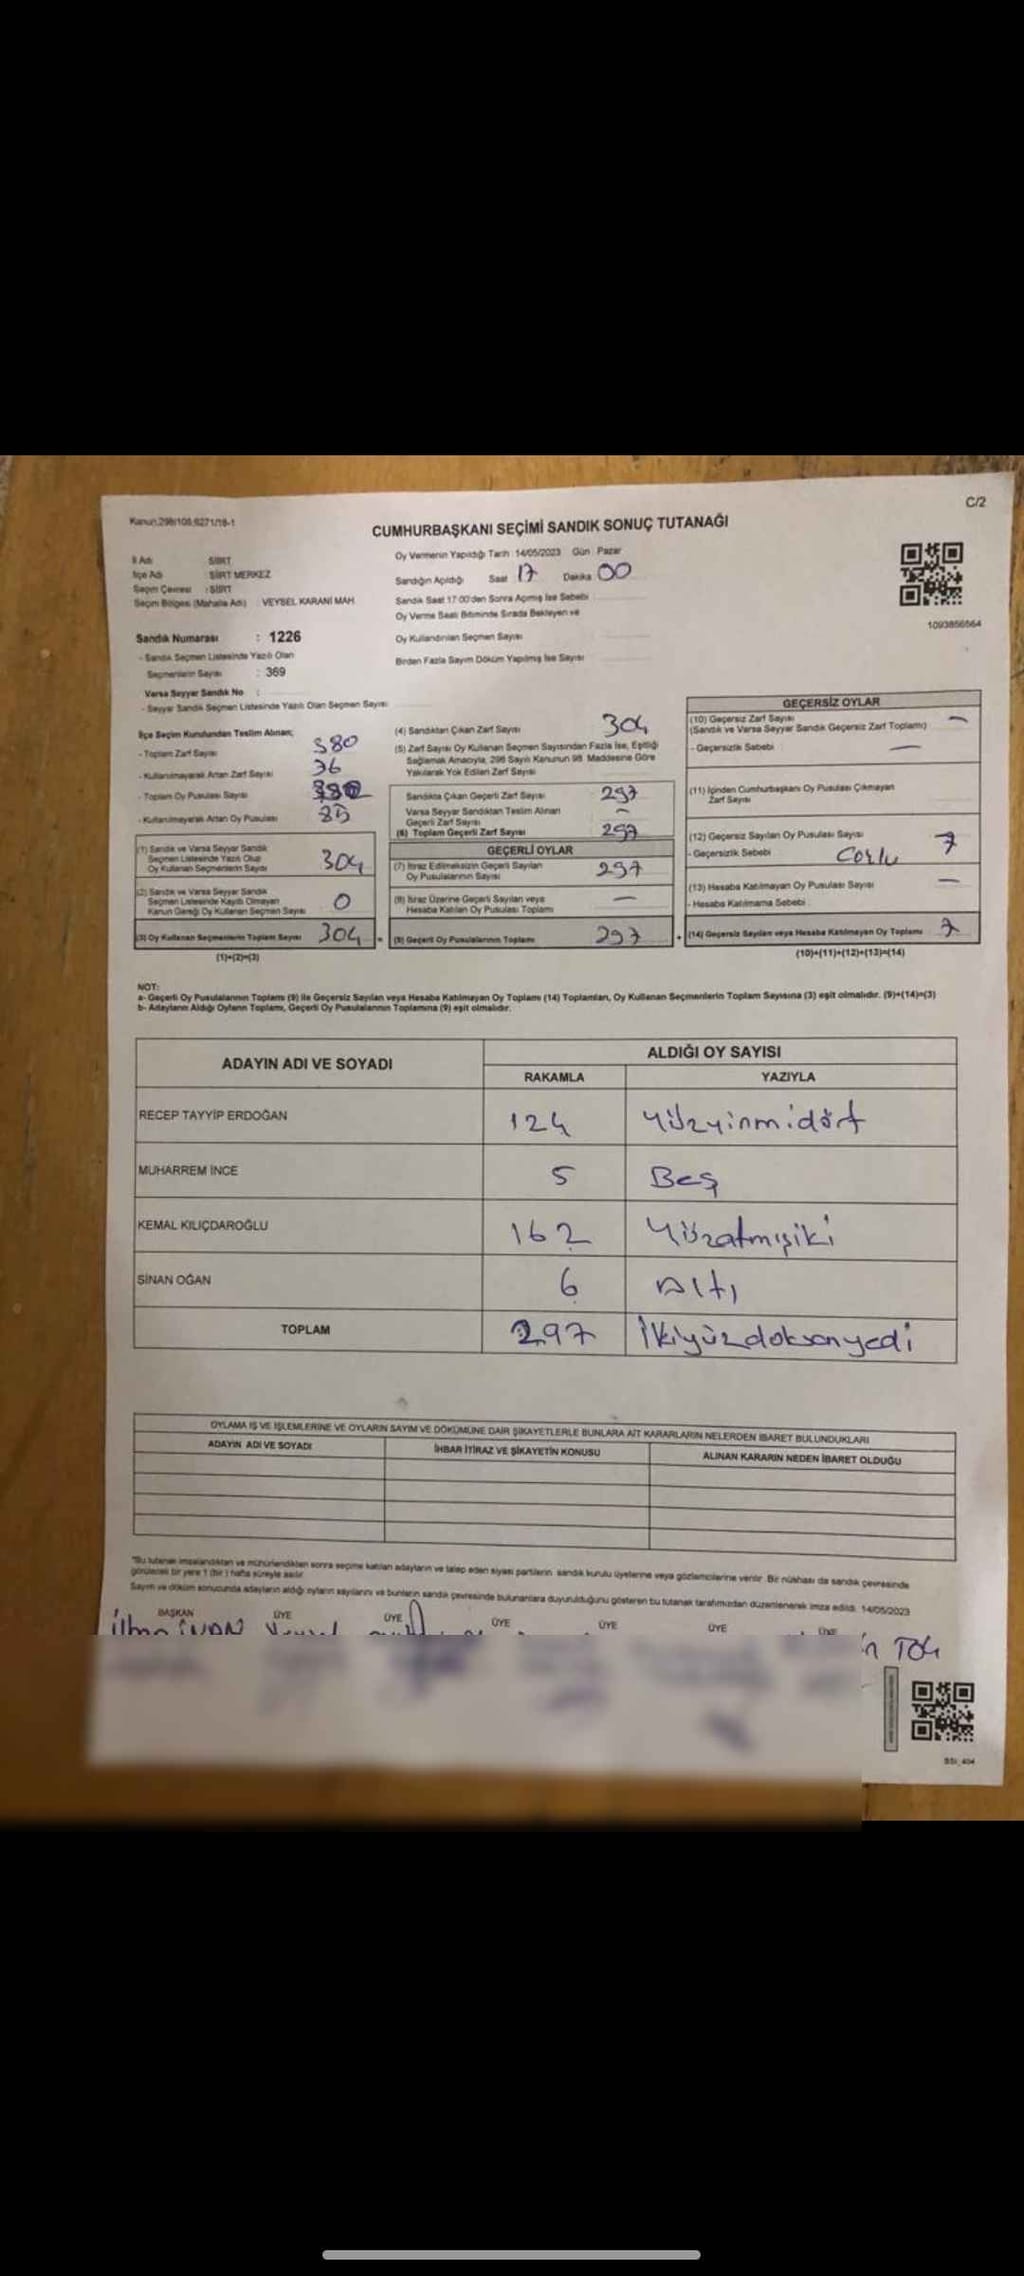 Kanun:298/105,6271/18-1
C/2
CUMHURBAŞKANI SEÇİMİ SANDIK SONUÇ TUTANAĞI
İl Adı : SİİRT
İlçe Adı : SİİRT MERKEZ
Seçim Çevresi : SİİRT
Seçim Bölgesi (Mahalle Adı) : VEYSEL KARANİ MAH
Oy Vermenin Yapıldığı Tarih 14/05/2023 Gün Pazar
Sandığın Açıldığı Saat 17 Dakika 00
Sandık Saat 17:00'den Sonra Açılmış İse Sebebi
Oy Verme Saati Bitiminde Sırada Bekleyen ve
Oy Kullandırılan Seçmen Sayısı
Birden Fazla Sayım Döküm Yapılmış İse Sayısı
1093856564
Sandık Numarası : 1226
- Sandık Seçmen Listesinde Yazılı Olan
Seçmenlerin Sayısı : 369
Varsa Seyyar Sandık No :
- Seyyar Sandık Seçmen Listesinde Yazılı Olan Seçmen Sayısı
İlçe Seçim Kurulundan Teslim Alınan;
- Toplam Zarf Sayısı 380
- Kullanılmayarak Artan Zarf Sayısı 36
- Toplam Oy Pusulası Sayısı
- Kullanılmayarak Artan Oy Pusulası
(1) Sandık ve Varsa Seyyar Sandık
Seçmen Listesinde Yazılı Olup
Oy Kullanan Seçmenlerin Sayısı 304
(2) Sandık ve Varsa Seyyar Sandık
Seçmen Listesinde Kayıtlı Olmayan
Kanun Gereği Oy Kullanan Seçmen Sayısı 0
(3) Oy Kullanan Seçmenlerin Toplam Sayısı 304
(1)+(2)=(3)
(4) Sandıktan Çıkan Zarf Sayısı 304
(5) Zarf Sayısı Oy Kullanan Seçmen Sayısından Fazla İse, Eşitliği
Sağlamak Amacıyla, 298 Sayılı Kanunun 98. Maddesine Göre
Yakılarak Yok Edilen Zarf Sayısı
Sandıkta Çıkan Geçerli Zarf Sayısı 297
Varsa Seyyar Sandıktan Teslim Alınan
Geçerli Zarf Sayısı -
(6) Toplam Geçerli Zarf Sayısı 297
GEÇERLİ OYLAR
(7) İtiraz Edilmeksizin Geçerli Sayılan
Oy Pusulalarının Sayısı 297
(8) İtiraz Üzerine Geçerli Sayılan veya
Hesaba Katılan Oy Pusulası Toplamı -
(9) Geçerli Oy Pusulalarının Toplamı 297
GEÇERSİZ OYLAR
(10) Geçersiz Zarf Sayısı -
(Sandık ve Varsa Seyyar Sandık Geçersiz Zarf Toplamı)
- Geçersizlik Sebebi -
(11) İçinden Cumhurbaşkanı Oy Pusulası Çıkmayan
Zarf Sayısı
(12) Geçersiz Sayılan Oy Pusulası Sayısı 7
- Geçersizlik Sebebi
(13) Hesaba Katılmayan Oy Pusulası Sayısı -
- Hesaba Katılmama Sebebi :
(14) Geçersiz Sayılan veya Hesaba Katılmayan Oy Toplamı 7
(10)+(11)+(12)+(13)=(14)
NOT:
a- Geçerli Oy Pusulalarının Toplamı (9) ile Geçersiz Sayılan veya Hesaba Katılmayan Oy Toplamı (14) Toplamları, Oy Kullanan Seçmenlerin Toplam Sayısına (3) eşit olmalıdır. (9)+(14)=(3)
b- Adayların Aldığı Oyların Toplamı, Geçerli Oy Pusulalarının Toplamına (9) eşit olmalıdır.
ADAYIN ADI VE SOYADI
ALDIĞI OY SAYISI
RAKAMLA YAZIYLA
RECEP TAYYİP ERDOĞAN 124 Yüzyirmidört
MUHARREM İNCE 5 Beş
KEMAL KILIÇDAROĞLU 162 Yüzatmışiki
SİNAN OĞAN 6 Altı
TOPLAM 297 İkiyüzdoksanyedi
OYLAMA İŞ VE İŞLEMLERİNE VE OYLARIN SAYIM VE DÖKÜMÜNE DAİR ŞİKAYETLERLE BUNLARA AİT KARARLARIN NELERDEN İBARET BULUNDUKLARI
ADAYIN ADI VE SOYADI
İHBAR İTİRAZ VE ŞİKAYETİN KONUSU
ALINAN KARARIN NEDEN İBARET OLDUĞU
"Bu tutanak imzalandıktan ve mühürlendikten sonra seçime katılan adayların ve talep eden siyasi partilerin sandık kurulu üyelerine veya gözlemcilerine verilir. Bir nüshası da sandık çevresinde
görülecek bir yere 1 (bir) hafta süreyle asılır.
Sayım ve döküm sonucunda adayların aldığı oyların sayılarını ve bunların sandık çevresinde bulunanlara duyurulduğunu gösteren bu tutanak tarafımızdan düzenlenerek imza edildi. 14/05/2023
BAŞKAN ÜYE ÜYE ÜYE ÜYE ÜYE ÜYE